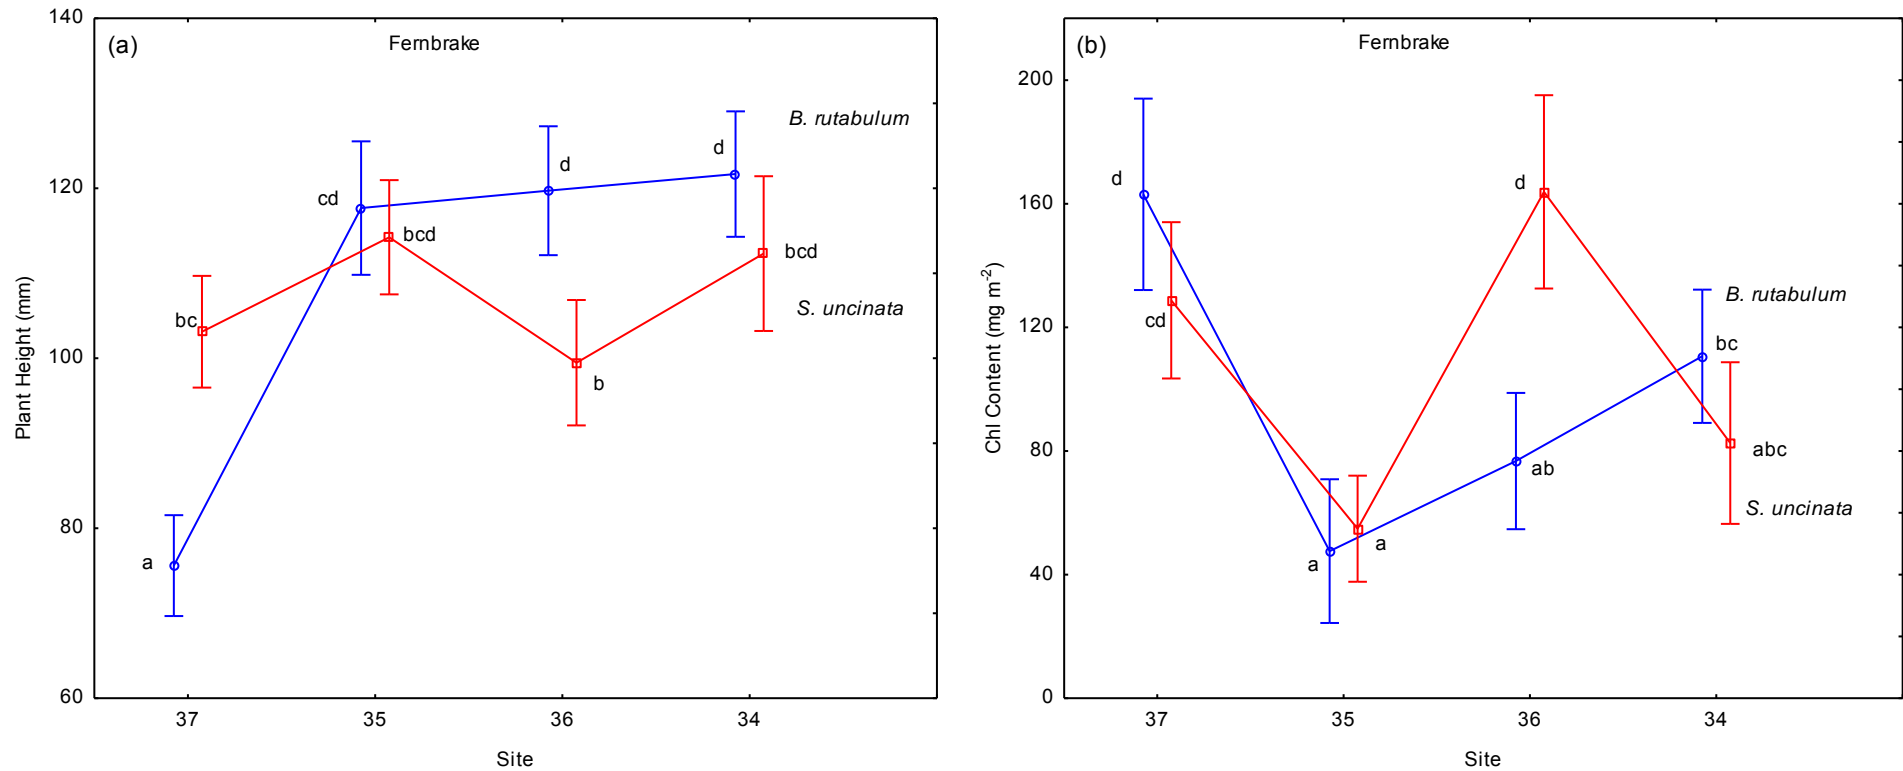 (a)
Fernbrake
140
120
100
80
60
Plant Height (mm)
B. rutabulum
S. uncinata
a
bc
cd
bcd
d
b
d
bcd
37
35
36
34
Site
(b)
Fernbrake
200
160
120
80
40
0
Chl Content (mg m-2)
B. rutabulum
S. uncinata
d
cd
a
a
d
ab
bc
abc
37
35
36
34
Site